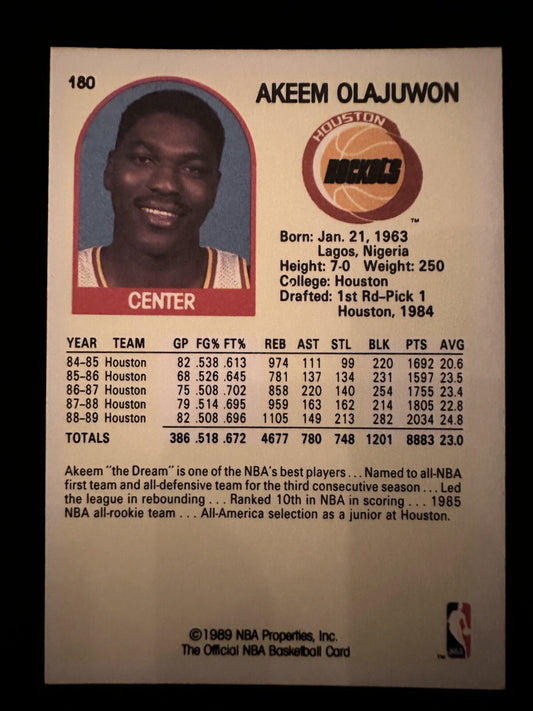 180
AKEEM OLAJUWON
HOUSTON
ROCKETS
TM
Born: Jan. 21, 1963
Lagos, Nigeria
Height: 7-0 Weight: 250
College: Houston
Drafted: 1st Rd–Pick 1
Houston, 1984
CENTER
YEAR TEAM GP FG% FT% REB AST STL BLK PTS AVG
84-85 Houston 82 .538 .613 974 111 99 220 1692 20.6
85-86 Houston 68 .526 .645 781 137 134 231 1597 23.5
86-87 Houston 75 .508 .702 858 220 140 254 1755 23.4
87-88 Houston 79 .514 .695 959 163 162 214 1805 22.8
88-89 Houston 82 .508 .696 1105 149 213 282 2034 24.8
TOTALS 386 .518 .672 4677 780 748 1201 8883 23.0
Akeem "the Dream" is one of the NBA's best players . . . Named to all-NBA
first team and all-defensive team for the third consecutive season . . . Led
the league in rebounding . . . Ranked 10th in NBA in scoring . . . 1985
NBA all-rookie team . . . All-America selection as a junior at Houston.
©1989 NBA Properties, Inc.
The Official NBA Basketball Card
TM
NBA